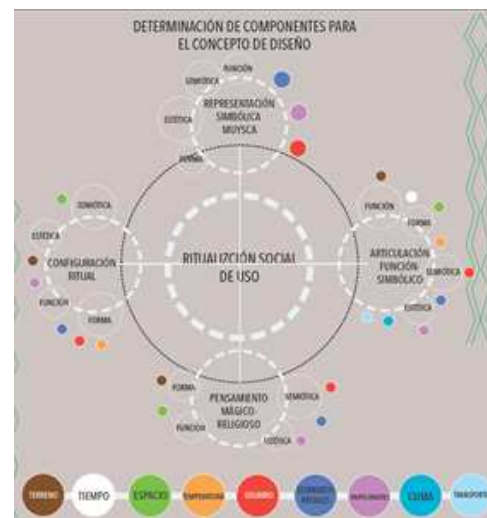 DETERMINACIÓN DE COMPONENTES PARA
EL CONCEPTO DE DISEÑO
FUNCIÓN
SEMIÓTICA
REPRESENTACIÓN
SIMBÓLICA
MUYSCA
ESTÉTICA
FORMA
SEMIÓTICA
ESTÉTICA
CONFIGURACIÓN
RITUAL
FUNCIÓN
FORMA
RITUALIZCIÓN SOCIAL
DE USO
FUNCIÓN
FORMA
ARTICULACIÓN
FUNCIÓN-
SIMBÓLICO
SEMIÓTICA
ESTÉTICA
FORMA
SEMIÓTICA
PENSAMIENTO
MÁGICO-
RELIGIOSO
FUNCIÓN
ESTÉTICA
TERRENO
TIEMPO
ESPACIO
TEMPERATURA
USUARIO
CLIMA
TRANSPORTE